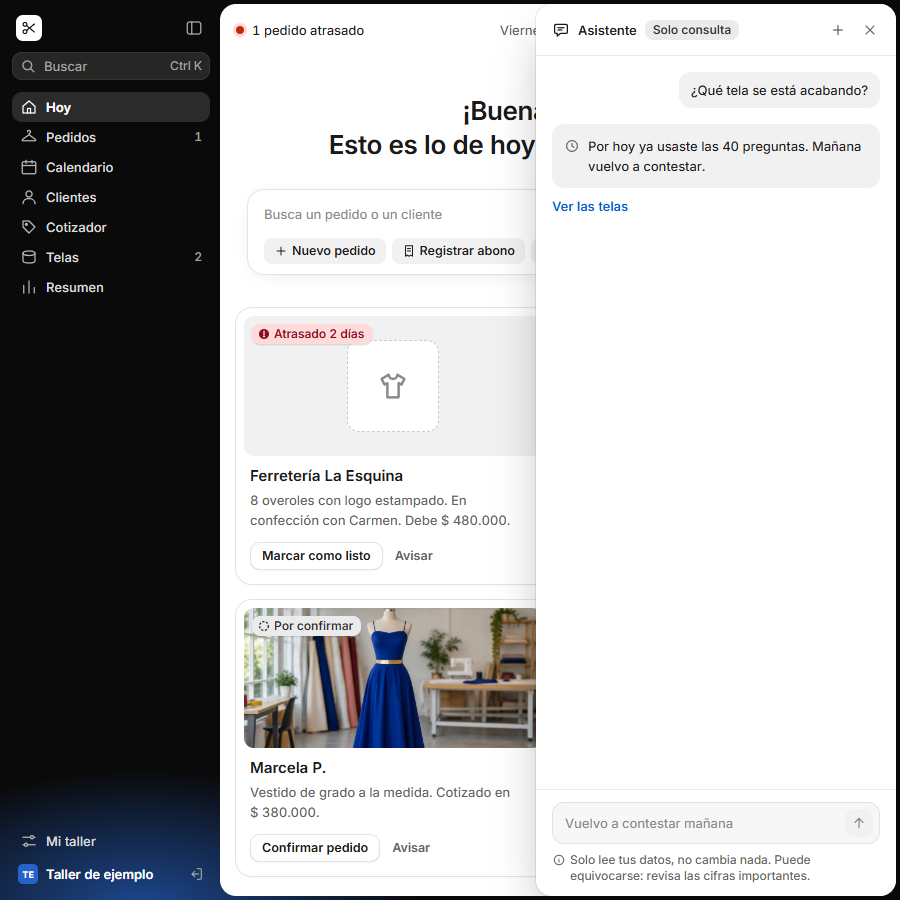 Buscar
Ctrl K
Hoy
Pedidos
1
Calendario
Clientes
Cotizador
Telas
2
Resumen
Mi taller
TE
Taller de ejemplo
1 pedido atrasado
¡Buen
Esto es lo de hoy
Busca un pedido o un cliente
Nuevo pedido
Registrar abono
Atrasado 2 días
Ferretería La Esquina
8 overoles con logo estampado. En
confección con Carmen. Debe $ 480.000.
Marcar como listo
Avisar
Por confirmar
Marcela P.
Vestido de grado a la medida. Cotizado en
$ 380.000.
Confirmar pedido
Avisar
Asistente
Solo consulta
¿Qué tela se está acabando?
Por hoy ya usaste las 40 preguntas. Mañana
vuelvo a contestar.
Ver las telas
Vuelvo a contestar mañana
Solo lee tus datos, no cambia nada. Puede
equivocarse: revisa las cifras importantes.